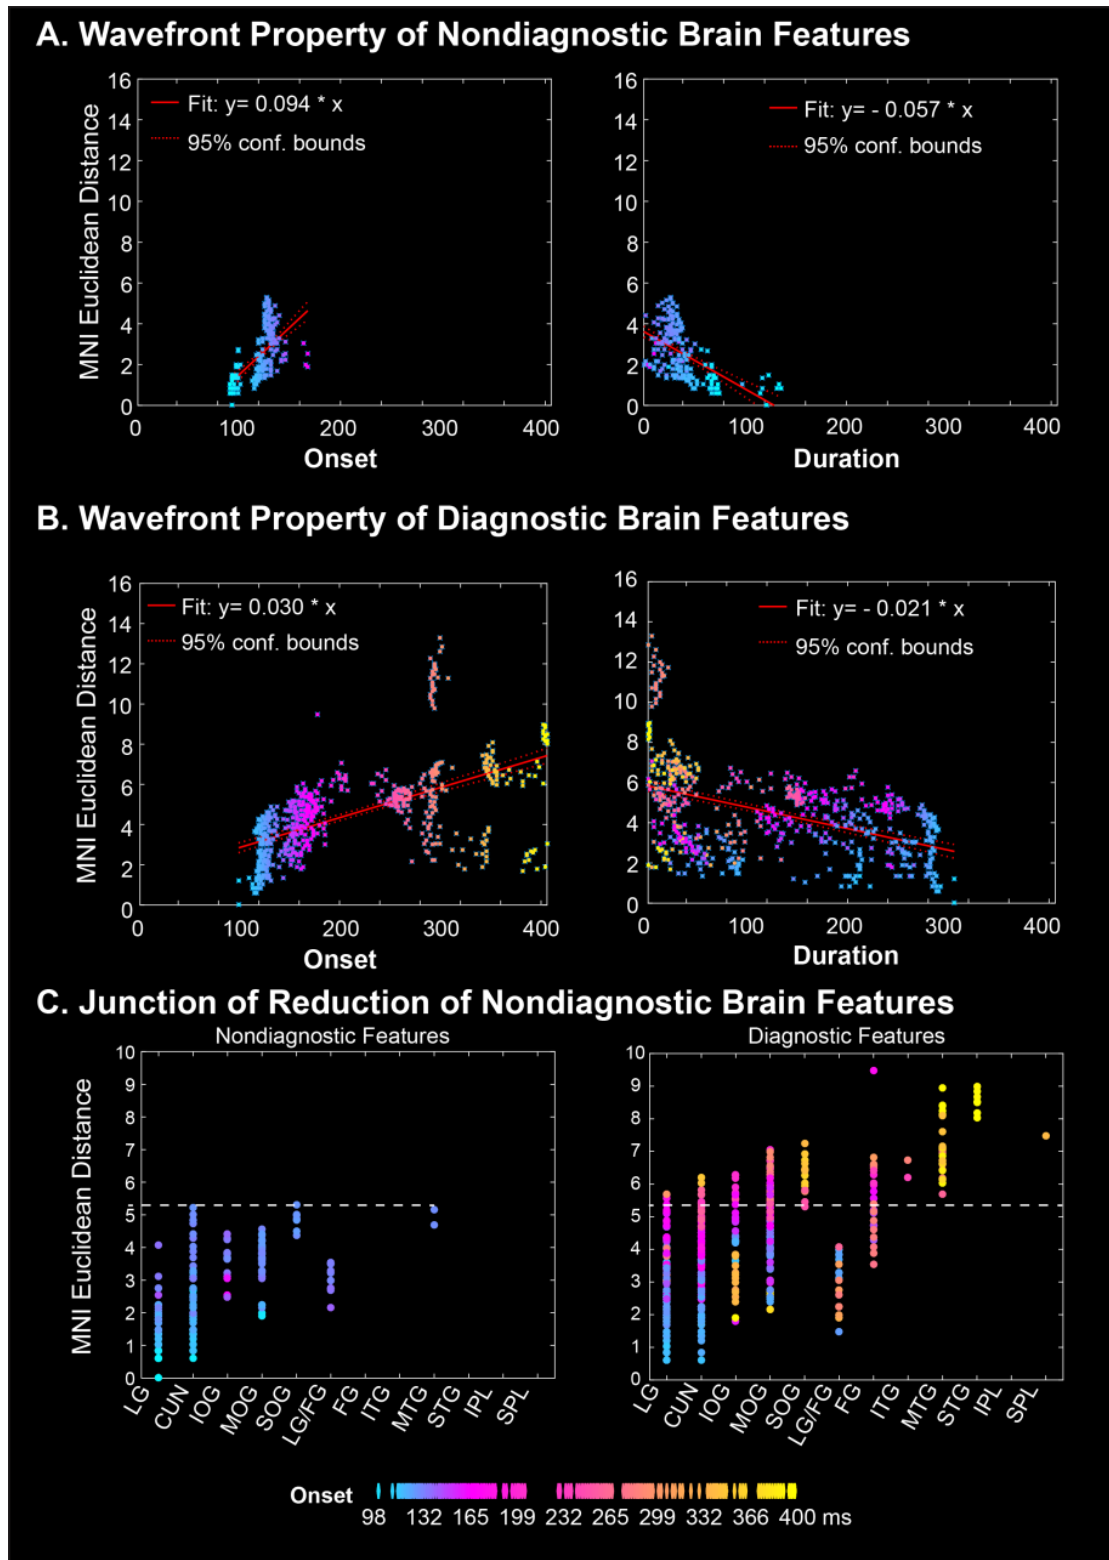 A. Wavefront Property of Nondiagnostic Brain Features
16
14
12
10
8
6
4
2
0
MNI Euclidean Distance
Fit: y= 0.094 * x
95% conf. bounds
0 100 200 300 400
Onset
16
14
12
10
8
6
4
2
0
Fit: y= - 0.057 * x
95% conf. bounds
0 100 200 300 400
Duration
B. Wavefront Property of Diagnostic Brain Features
16
14
12
10
8
6
4
2
0
MNI Euclidean Distance
Fit: y= 0.030 * x
95% conf. bounds
0 100 200 300 400
Onset
16
14
12
10
8
6
4
2
0
Fit: y= - 0.021 * x
95% conf. bounds
0 100 200 300 400
Duration
C. Junction of Reduction of Nondiagnostic Brain Features
Nondiagnostic Features
10
9
8
7
6
5
4
3
2
1
0
MNI Euclidean Distance
LG CUN IOG MOG SOG LG/FG FG ITG MTG STG IPL SPL
Diagnostic Features
10
9
8
7
6
5
4
3
2
1
0
LG CUN IOG MOG SOG LG/FG FG ITG MTG STG IPL SPL
Onset
98 132 165 199 232 265 299 332 366 400 ms